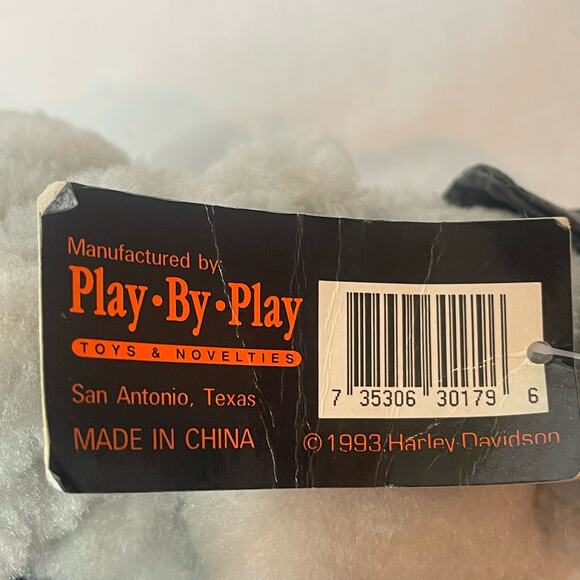 Manufactured by:
Play·By·Play
TOYS & NOVELTIES
San Antonio, Texas
MADE IN CHINA
7 35306 30179 6
©1993 Harley-Davidson